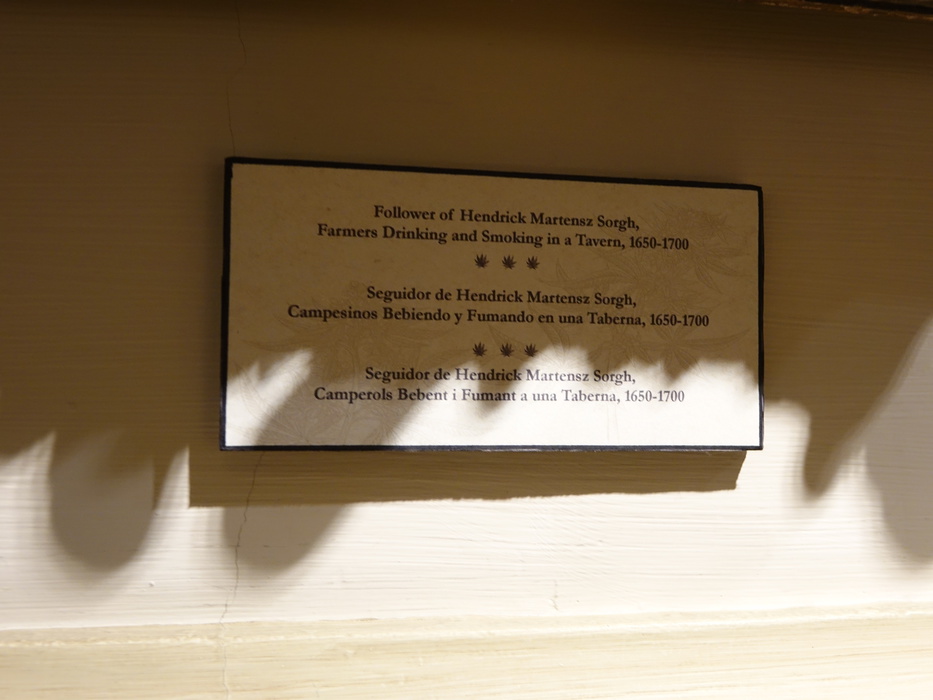 Follower of Hendrick Martensz Sorgh,
Farmers Drinking and Smoking in a Tavern, 1650-1700
Seguidor de Hendrick Martensz Sorgh,
Campesinos Bebiendo y Fumando en una Taberna, 1650-1700
Seguidor de Hendrick Martensz Sorgh,
Camperols Bebent i Fumant a una Taberna, 1650-1700